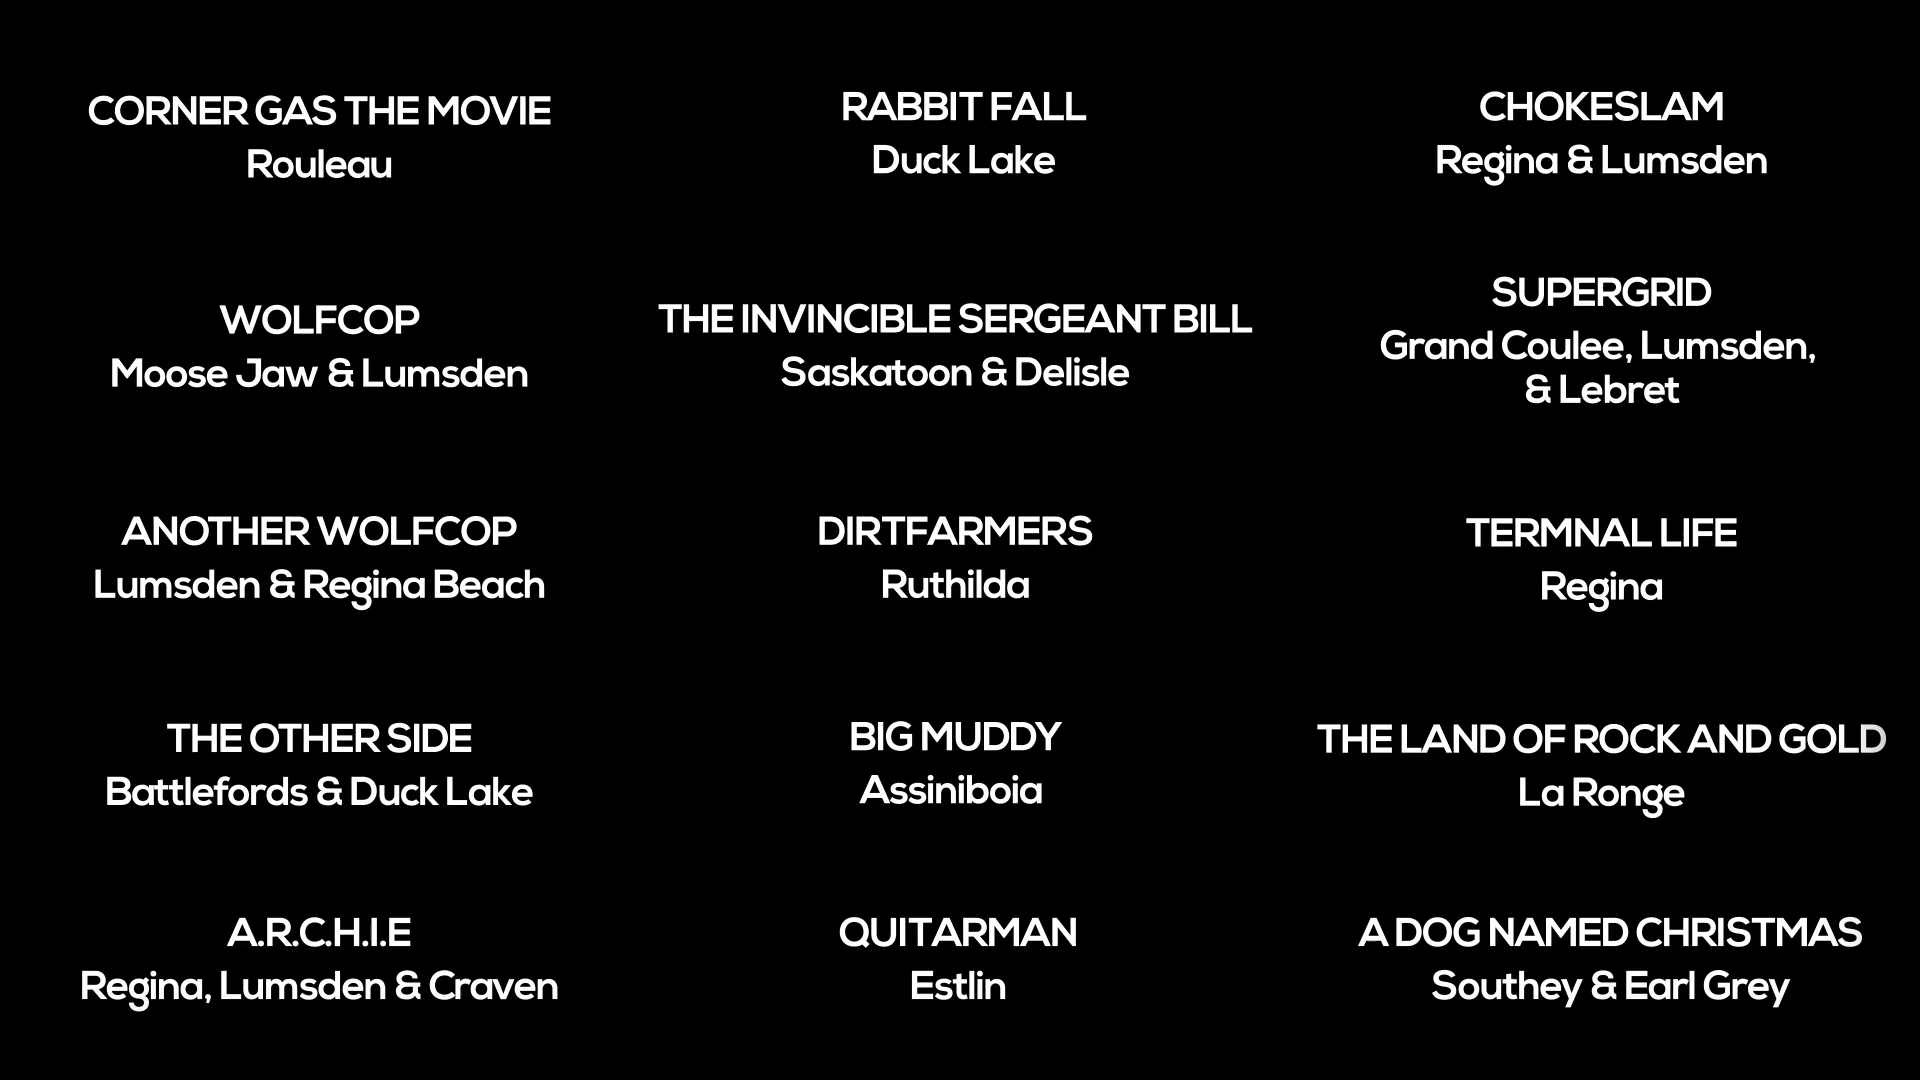 CORNER GAS THE MOVIE
Rouleau
RABBIT FALL
Duck Lake
CHOKESLAM
Regina & Lumsden
WOLFCOP
Moose Jaw & Lumsden
THE INVINCIBLE SERGEANT BILL
Saskatoon & Delisle
SUPERGRID
Grand Coulee, Lumsden,
& Lebret
ANOTHER WOLFCOP
Lumsden & Regina Beach
DIRTFARMERS
Ruthilda
TERMNAL LIFE
Regina
THE OTHER SIDE
Battlefords & Duck Lake
BIG MUDDY
Assiniboia
THE LAND OF ROCK AND GOLD
La Ronge
A.R.C.H.I.E
Regina, Lumsden & Craven
QUITARMAN
Estlin
A DOG NAMED CHRISTMAS
Southey & Earl Grey